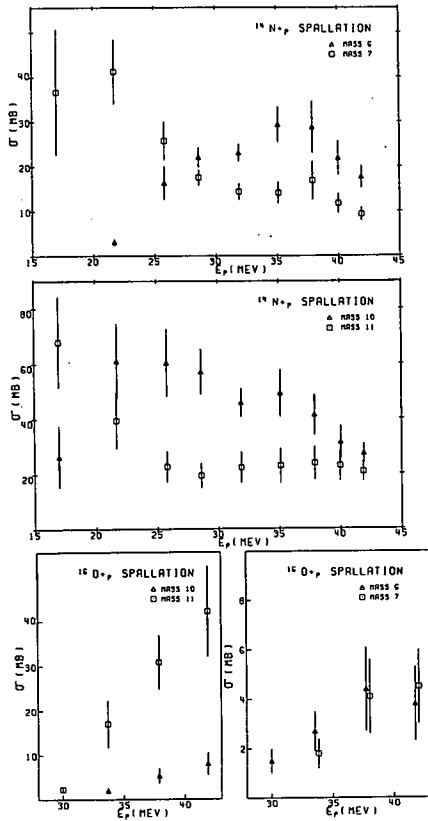 ¹⁴N+p SPALLATION
▲ MASS 6
□ MASS 7
σ(MB)
40
30
20
10
15 20 25 30 35 40 45
Eₚ(MEV)
¹⁴N+p SPALLATION
▲ MASS 10
□ MASS 11
σ(MB)
80
60
40
20
15 20 25 30 35 40 45
Eₚ(MEV)
¹⁶O+p SPALLATION
▲ MASS 10
□ MASS 11
σ(MB)
40
30
20
10
30 35 40
Eₚ(MEV)
¹⁶O+p SPALLATION
▲ MASS 6
□ MASS 7
σ(MB)
8
6
4
2
30 35 40
Eₚ(MEV)